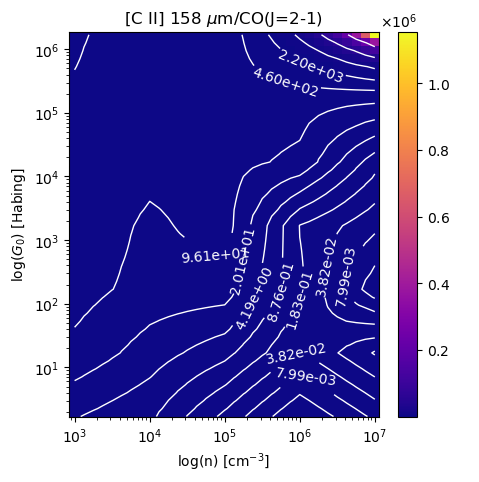 [C II] 158 μm/CO(J=2-1)
×10⁶
10⁶
10⁵
10⁴
10³
10²
10¹
log(G₀) [Habing]
2.20e+03
4.60e+02
9.61e+01
2.01e+01
4.19e+00
8.76e-01
1.83e-01
3.82e-02
7.99e-03
3.82e-02
7.99e-03
1.0
0.8
0.6
0.4
0.2
10³ 10⁴ 10⁵ 10⁶ 10⁷
log(n) [cm⁻³]